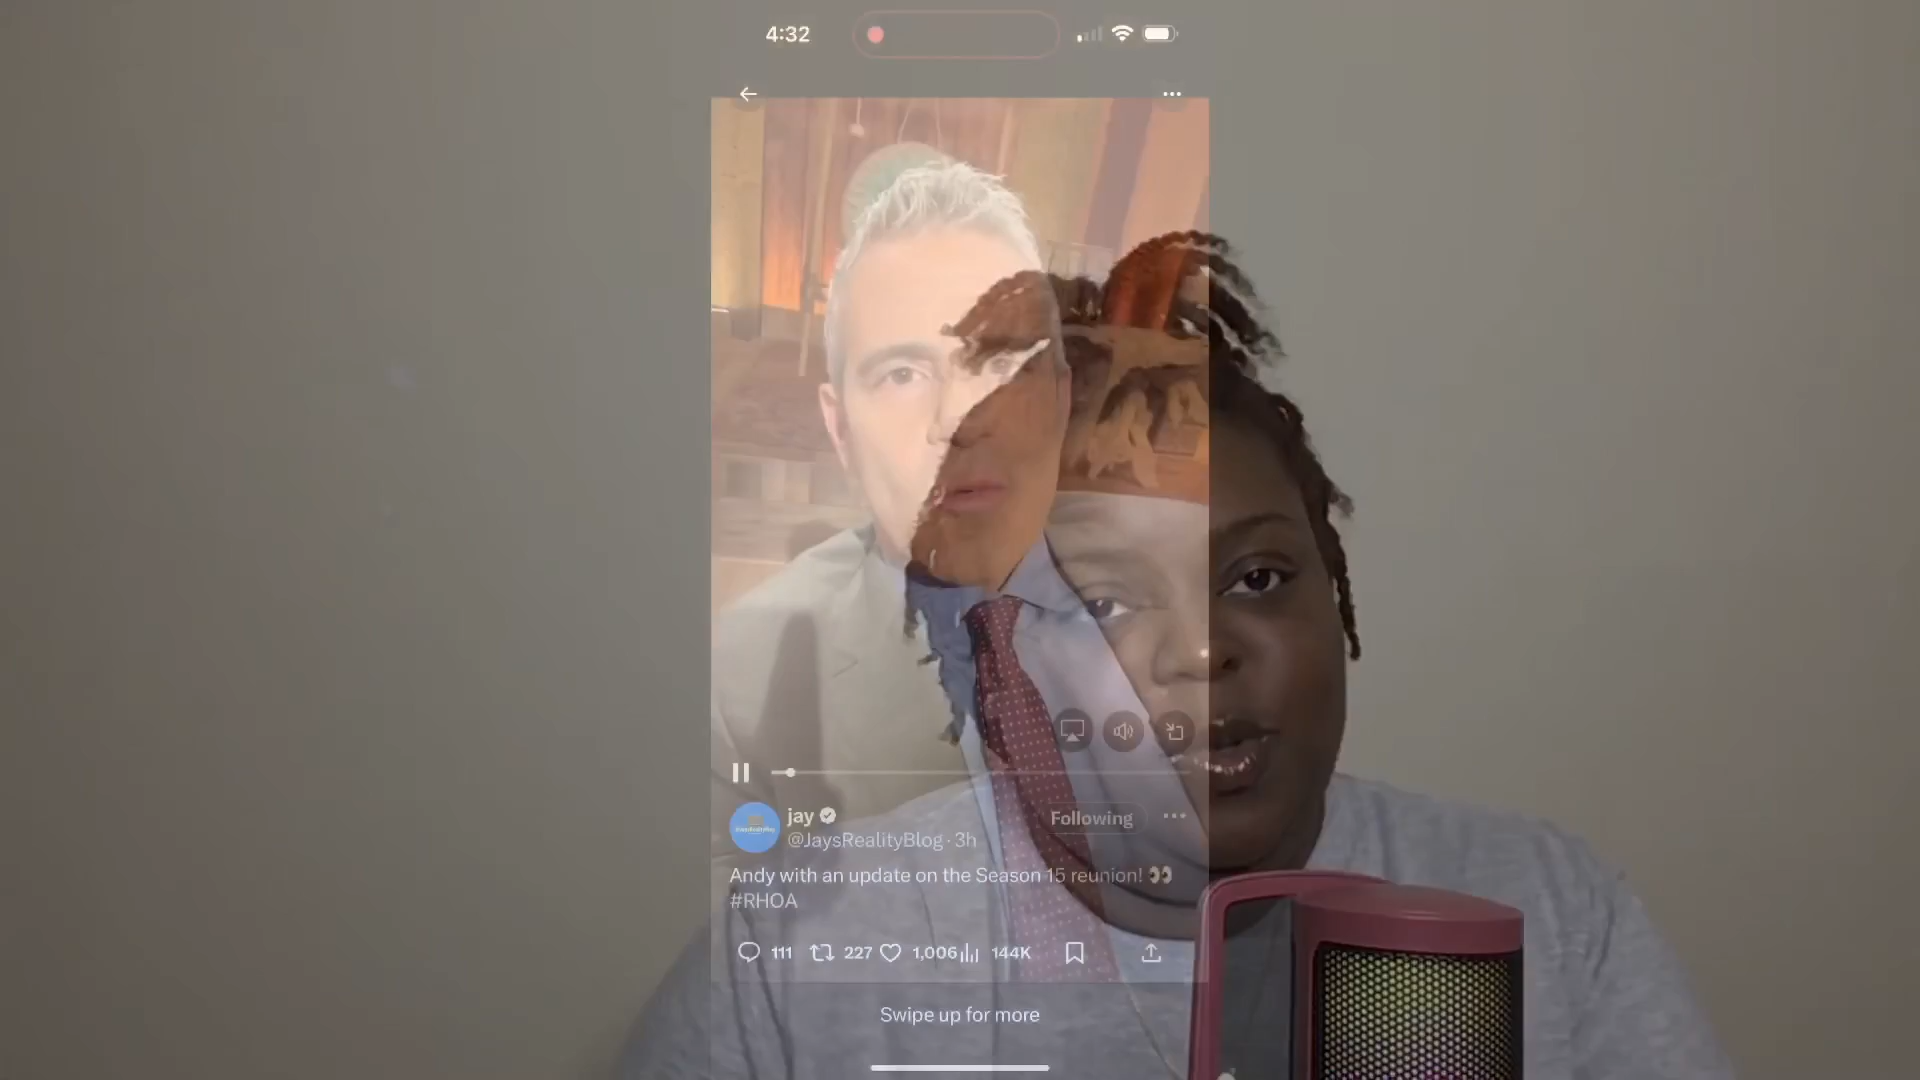 4:32
jay
@JaysRealityBlog · 3h
Following
Andy with an update on the Season 15 reunion! 👀
#RHOA
111 227 1,006 144K
Swipe up for more